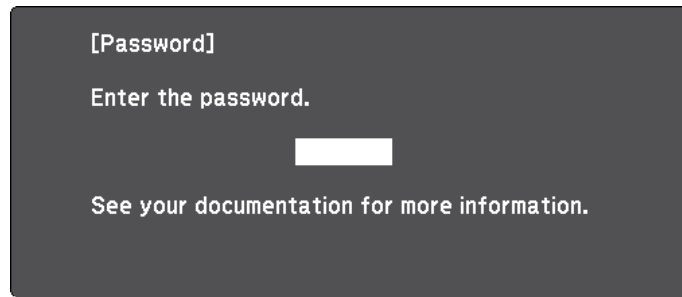 [Password]
Enter the password.
See your documentation for more information.